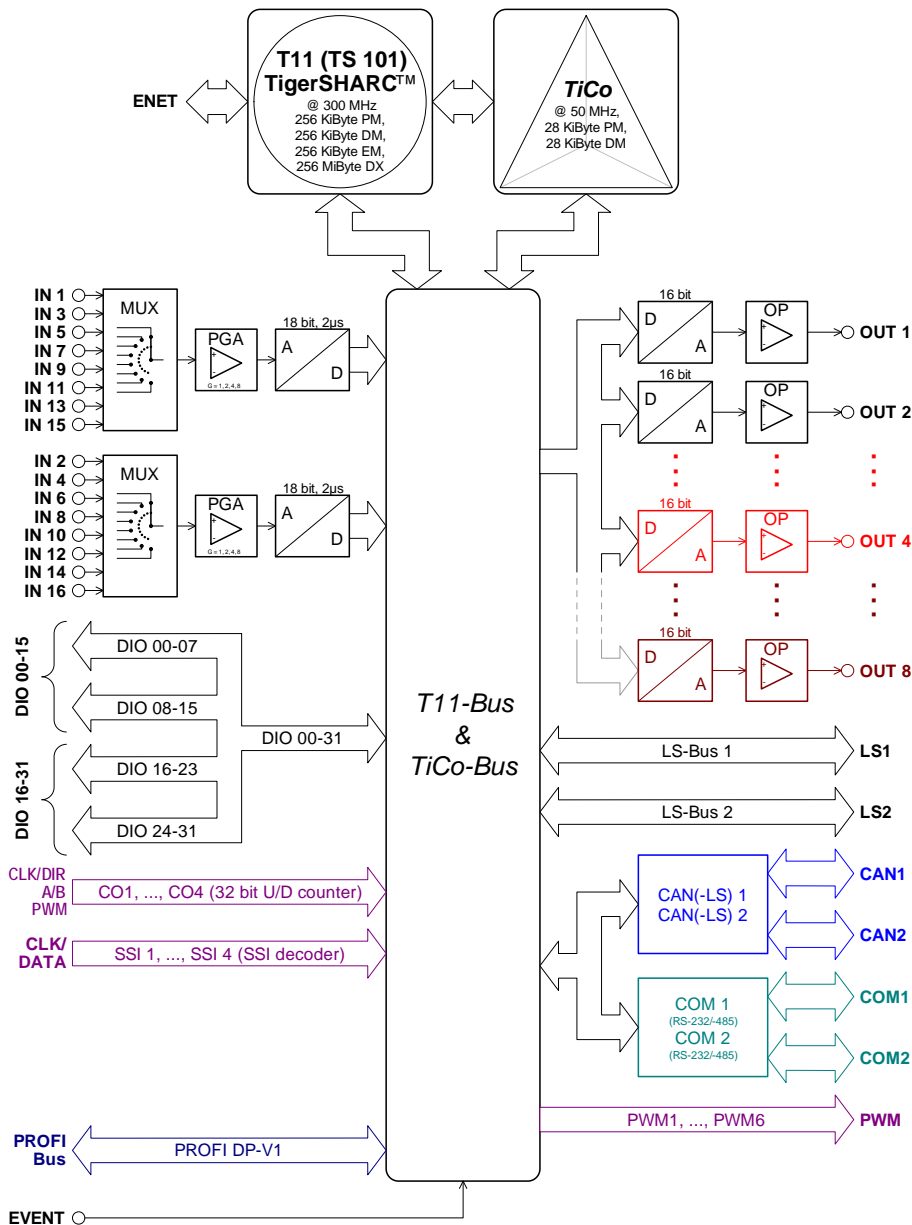 T11 (TS 101)
TigerSHARC™
@ 300 MHz
256 KiByte PM,
256 KiByte DM,
256 KiByte EM,
256 MiByte DX
TiCo
@ 50 MHz,
28 KiByte PM,
28 KiByte DM
ENET
IN 1
IN 3
IN 5
IN 7
IN 9
IN 11
IN 13
IN 15
MUX
PGA
+
-
G=1,2,4,8
18 bit, 2µs
A
D
IN 2
IN 4
IN 6
IN 8
IN 10
IN 12
IN 14
IN 16
MUX
PGA
+
-
G=1,2,4,8
18 bit, 2µs
A
D
DIO 00-15
DIO 16-31
DIO 00-07
DIO 08-15
DIO 16-23
DIO 24-31
DIO 00-31
CLK/DIR
A/B
PWM
CO1, ..., CO4 (32 bit U/D counter)
CLK/
DATA
SSI 1, ..., SSI 4 (SSI decoder)
PROFI
Bus
PROFI DP-V1
EVENT
T11-Bus
&
TiCo-Bus
16 bit
D
A
OP
+
-
OUT 1
16 bit
D
A
OP
+
-
OUT 2
16 bit
D
A
OP
+
-
OUT 4
16 bit
D
A
OP
+
-
OUT 8
LS-Bus 1
LS1
LS-Bus 2
LS2
CAN(-LS) 1
CAN(-LS) 2
CAN1
CAN2
COM 1
(RS-232/-485)
COM 2
(RS-232/-485)
COM1
COM2
PWM1, ..., PWM6
PWM